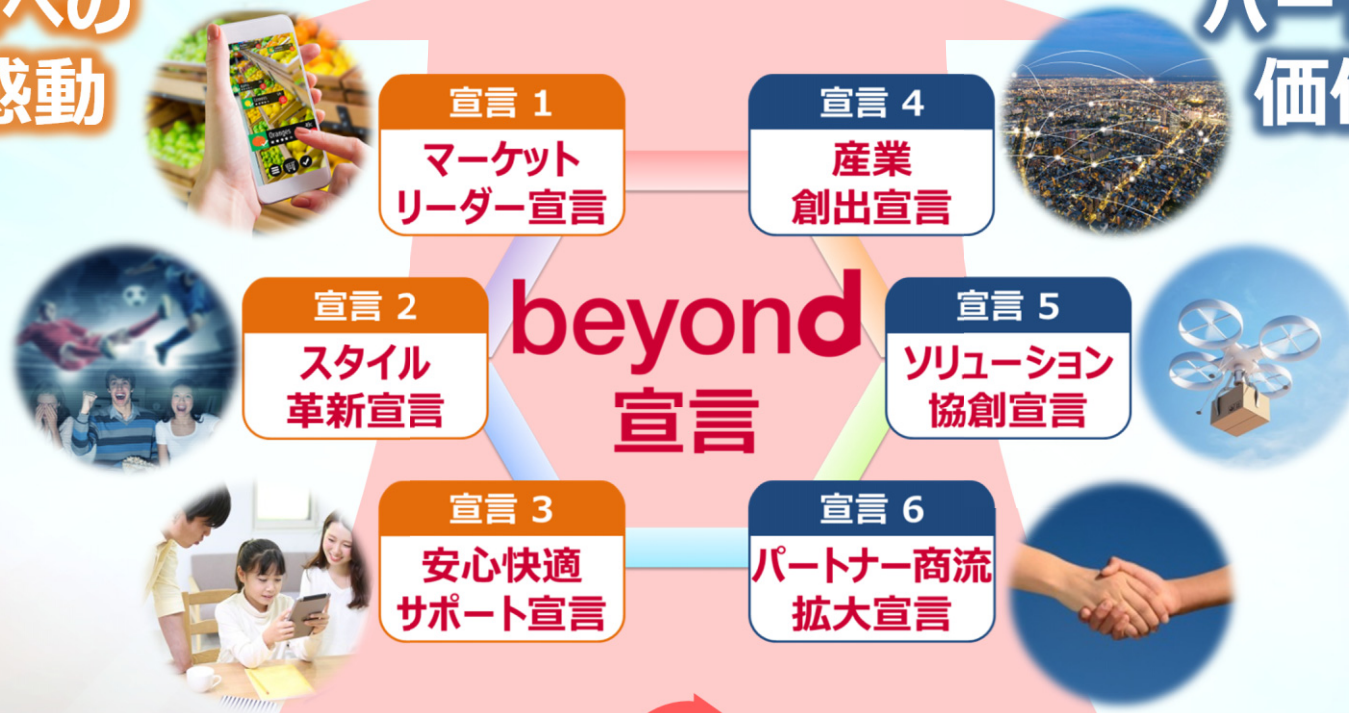 への
感動
宣言 1
マーケット
リーダー宣言
宣言 2
スタイル
革新宣言
宣言 3
安心快適
サポート宣言
beyond
宣言
宣言 4
産業
創出宣言
宣言 5
ソリューション
協創宣言
宣言 6
パートナー商流
拡大宣言
Oranges